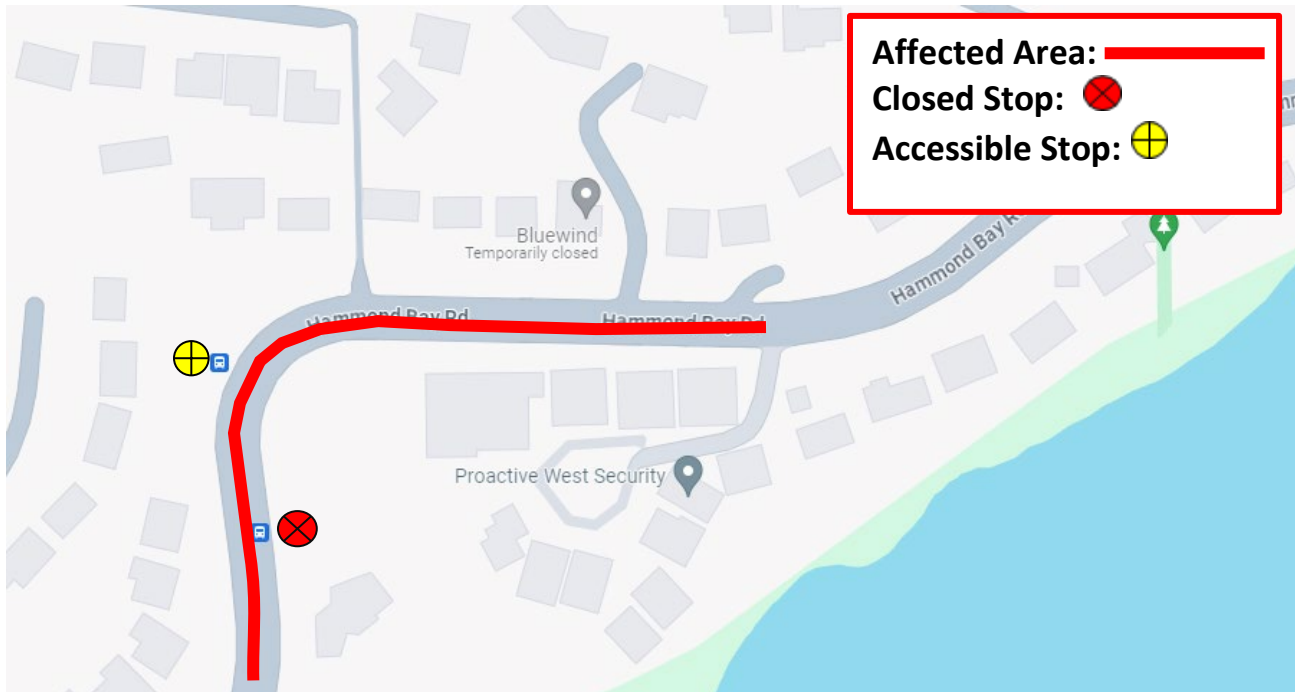 Affected Area:
Closed Stop:
Accessible Stop:
Bluewind
Temporarily closed
Hammond Bay Rd
Hammond Bay Rd
Hammond Bay R
Proactive West Security